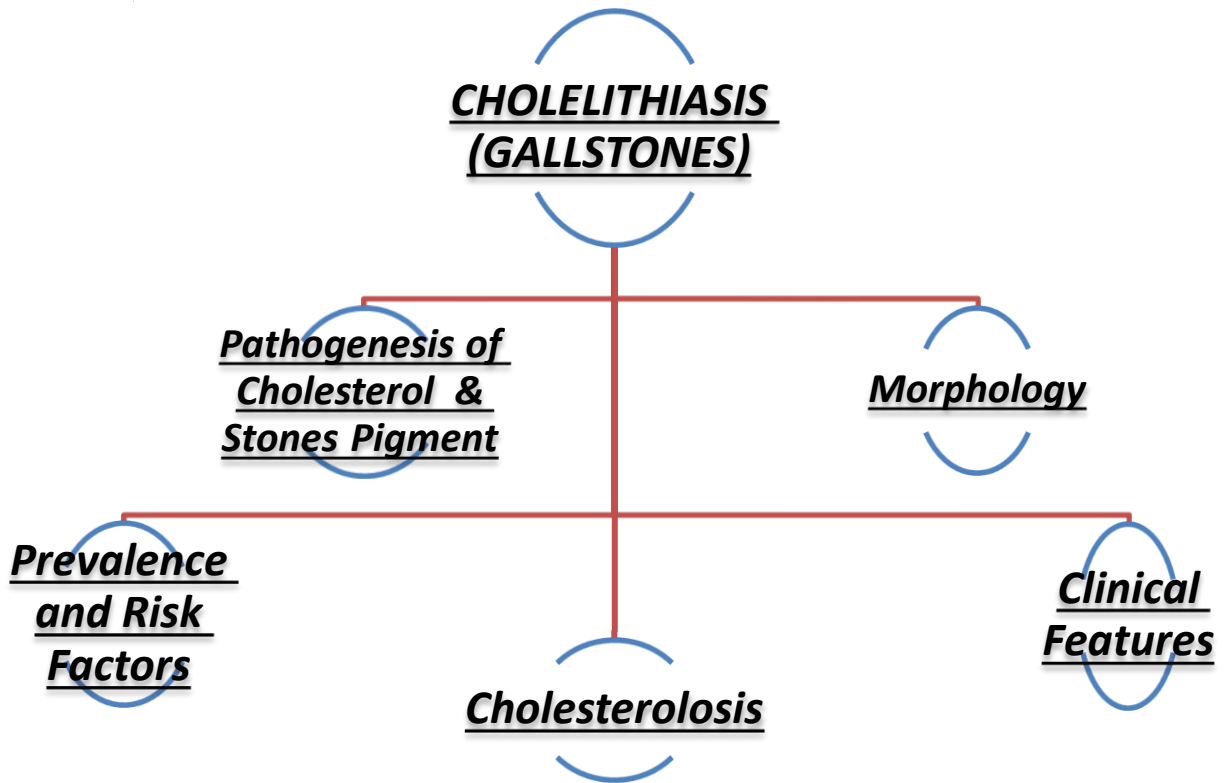 CHOLELITHIASIS
(GALLSTONES)
Pathogenesis of
Cholesterol &
Stones Pigment
Morphology
Prevalence
and Risk
Factors
Cholesterolosis
Clinical
Features